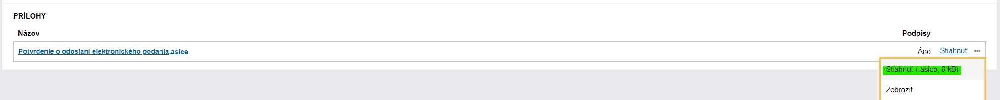 PRÍLOHY
Názov Podpisy
Potvrdenie o odoslaní elektronického podania.asice Áno Stiahnuť
Stiahnuť (.asice, 9 kB)
Zobraziť